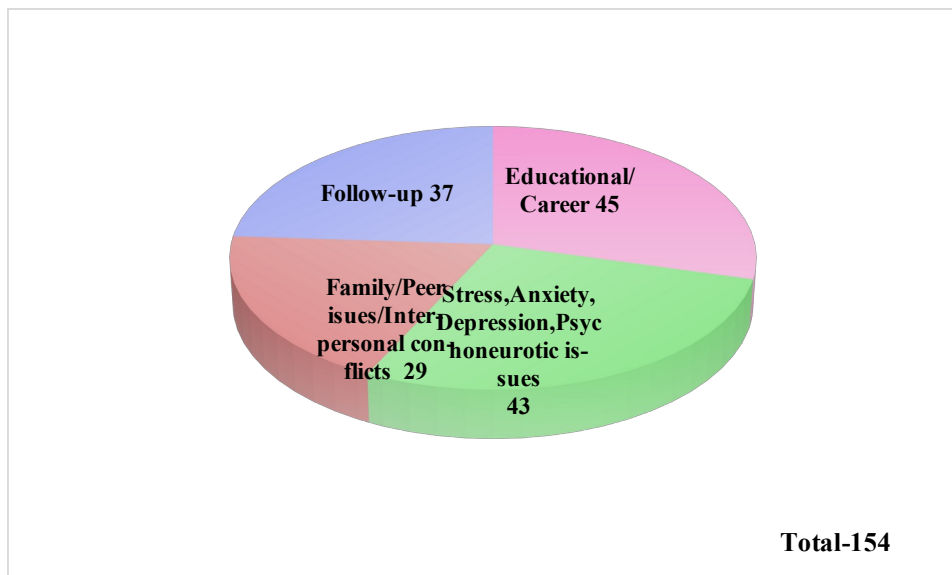 Follow-up 37
Educational/
Career 45
Family/Peer
isues/Inter-
personal con-
flicts 29
Stress,Anxiety,
Depression,Psyc
honeurotic is-
sues
43
Total-154